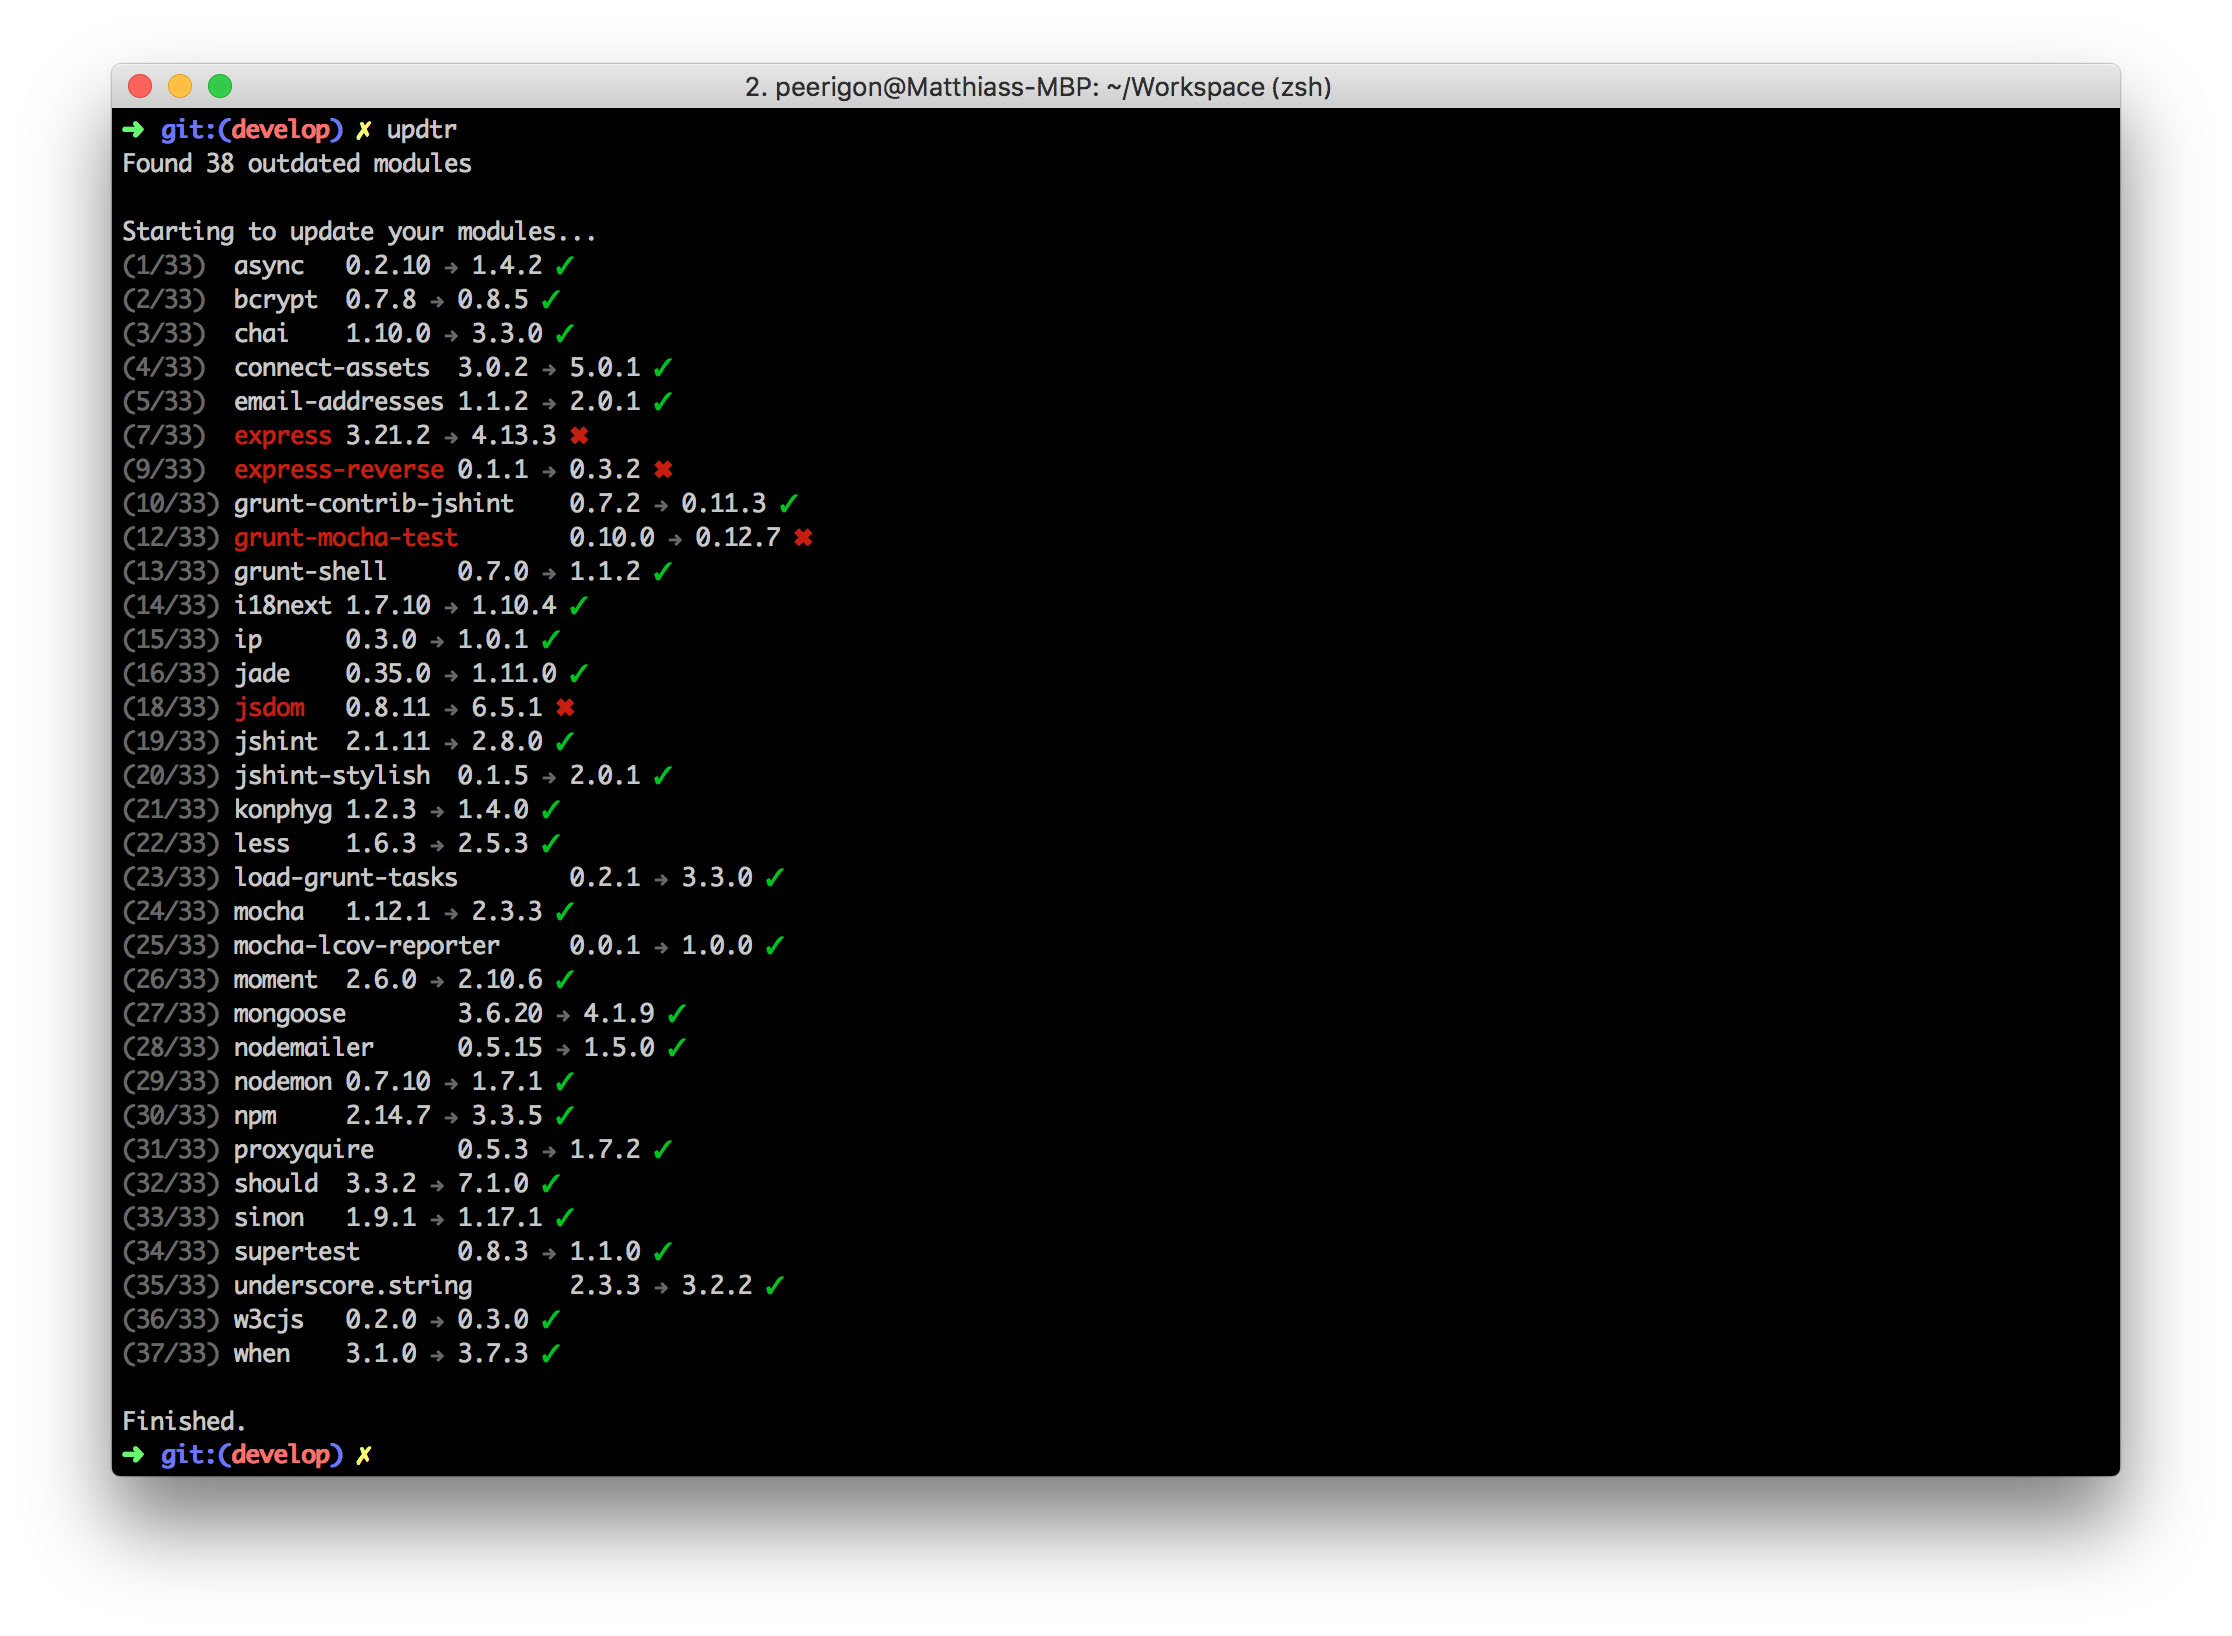 2. peerigon@Matthiass-MBP: ~/Workspace (zsh)
➜ git:(develop) ✗ updtr
Found 38 outdated modules
Starting to update your modules...
(1/33) async 0.2.10 → 1.4.2 ✓
(2/33) bcrypt 0.7.8 → 0.8.5 ✓
(3/33) chai 1.10.0 → 3.3.0 ✓
(4/33) connect-assets 3.0.2 → 5.0.1 ✓
(5/33) email-addresses 1.1.2 → 2.0.1 ✓
(7/33) express 3.21.2 → 4.13.3 ✖
(9/33) express-reverse 0.1.1 → 0.3.2 ✖
(10/33) grunt-contrib-jshint 0.7.2 → 0.11.3 ✓
(12/33) grunt-mocha-test 0.10.0 → 0.12.7 ✖
(13/33) grunt-shell 0.7.0 → 1.1.2 ✓
(14/33) i18next 1.7.10 → 1.10.4 ✓
(15/33) ip 0.3.0 → 1.0.1 ✓
(16/33) jade 0.35.0 → 1.11.0 ✓
(18/33) jsdom 0.8.11 → 6.5.1 ✖
(19/33) jshint 2.1.11 → 2.8.0 ✓
(20/33) jshint-stylish 0.1.5 → 2.0.1 ✓
(21/33) konphyg 1.2.3 → 1.4.0 ✓
(22/33) less 1.6.3 → 2.5.3 ✓
(23/33) load-grunt-tasks 0.2.1 → 3.3.0 ✓
(24/33) mocha 1.12.1 → 2.3.3 ✓
(25/33) mocha-lcov-reporter 0.0.1 → 1.0.0 ✓
(26/33) moment 2.6.0 → 2.10.6 ✓
(27/33) mongoose 3.6.20 → 4.1.9 ✓
(28/33) nodemailer 0.5.15 → 1.5.0 ✓
(29/33) nodemon 0.7.10 → 1.7.1 ✓
(30/33) npm 2.14.7 → 3.3.5 ✓
(31/33) proxyquire 0.5.3 → 1.7.2 ✓
(32/33) should 3.3.2 → 7.1.0 ✓
(33/33) sinon 1.9.1 → 1.17.1 ✓
(34/33) supertest 0.8.3 → 1.1.0 ✓
(35/33) underscore.string 2.3.3 → 3.2.2 ✓
(36/33) w3cjs 0.2.0 → 0.3.0 ✓
(37/33) when 3.1.0 → 3.7.3 ✓
Finished.
➜ git:(develop) ✗